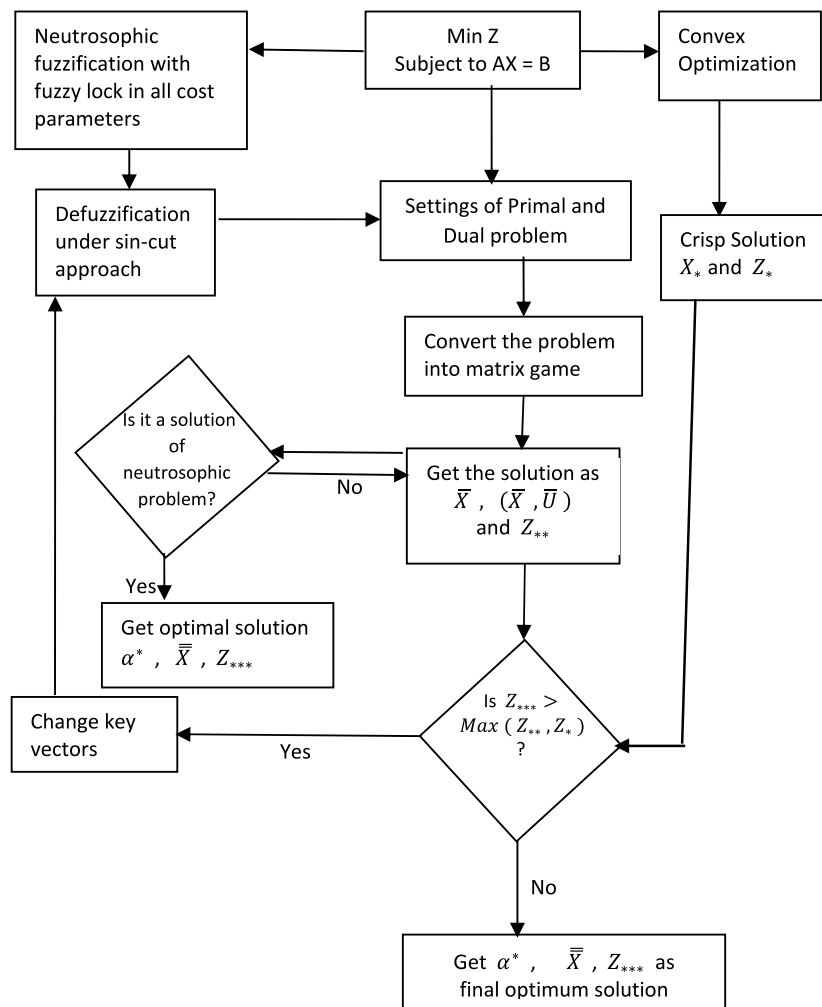 Neutrosophic
fuzzification with
fuzzy lock in all cost
parameters
Min Z
Subject to AX = B
Convex
Optimization
Defuzzification
under sin-cut
approach
Settings of Primal and
Dual problem
Crisp Solution
X∗ and Z∗
Convert the problem
into matrix game
Is it a solution
of
neutrosophic
problem?
No
Get the solution as
X̅ , (X̅ , U̅ )
and Z∗∗
Yes
Get optimal solution
α* , X̿ , Z∗∗∗
Is Z∗∗∗ >
Max ( Z∗∗ , Z∗ )
?
Change key
vectors
Yes
No
Get α* , X̿ , Z∗∗∗ as
final optimum solution